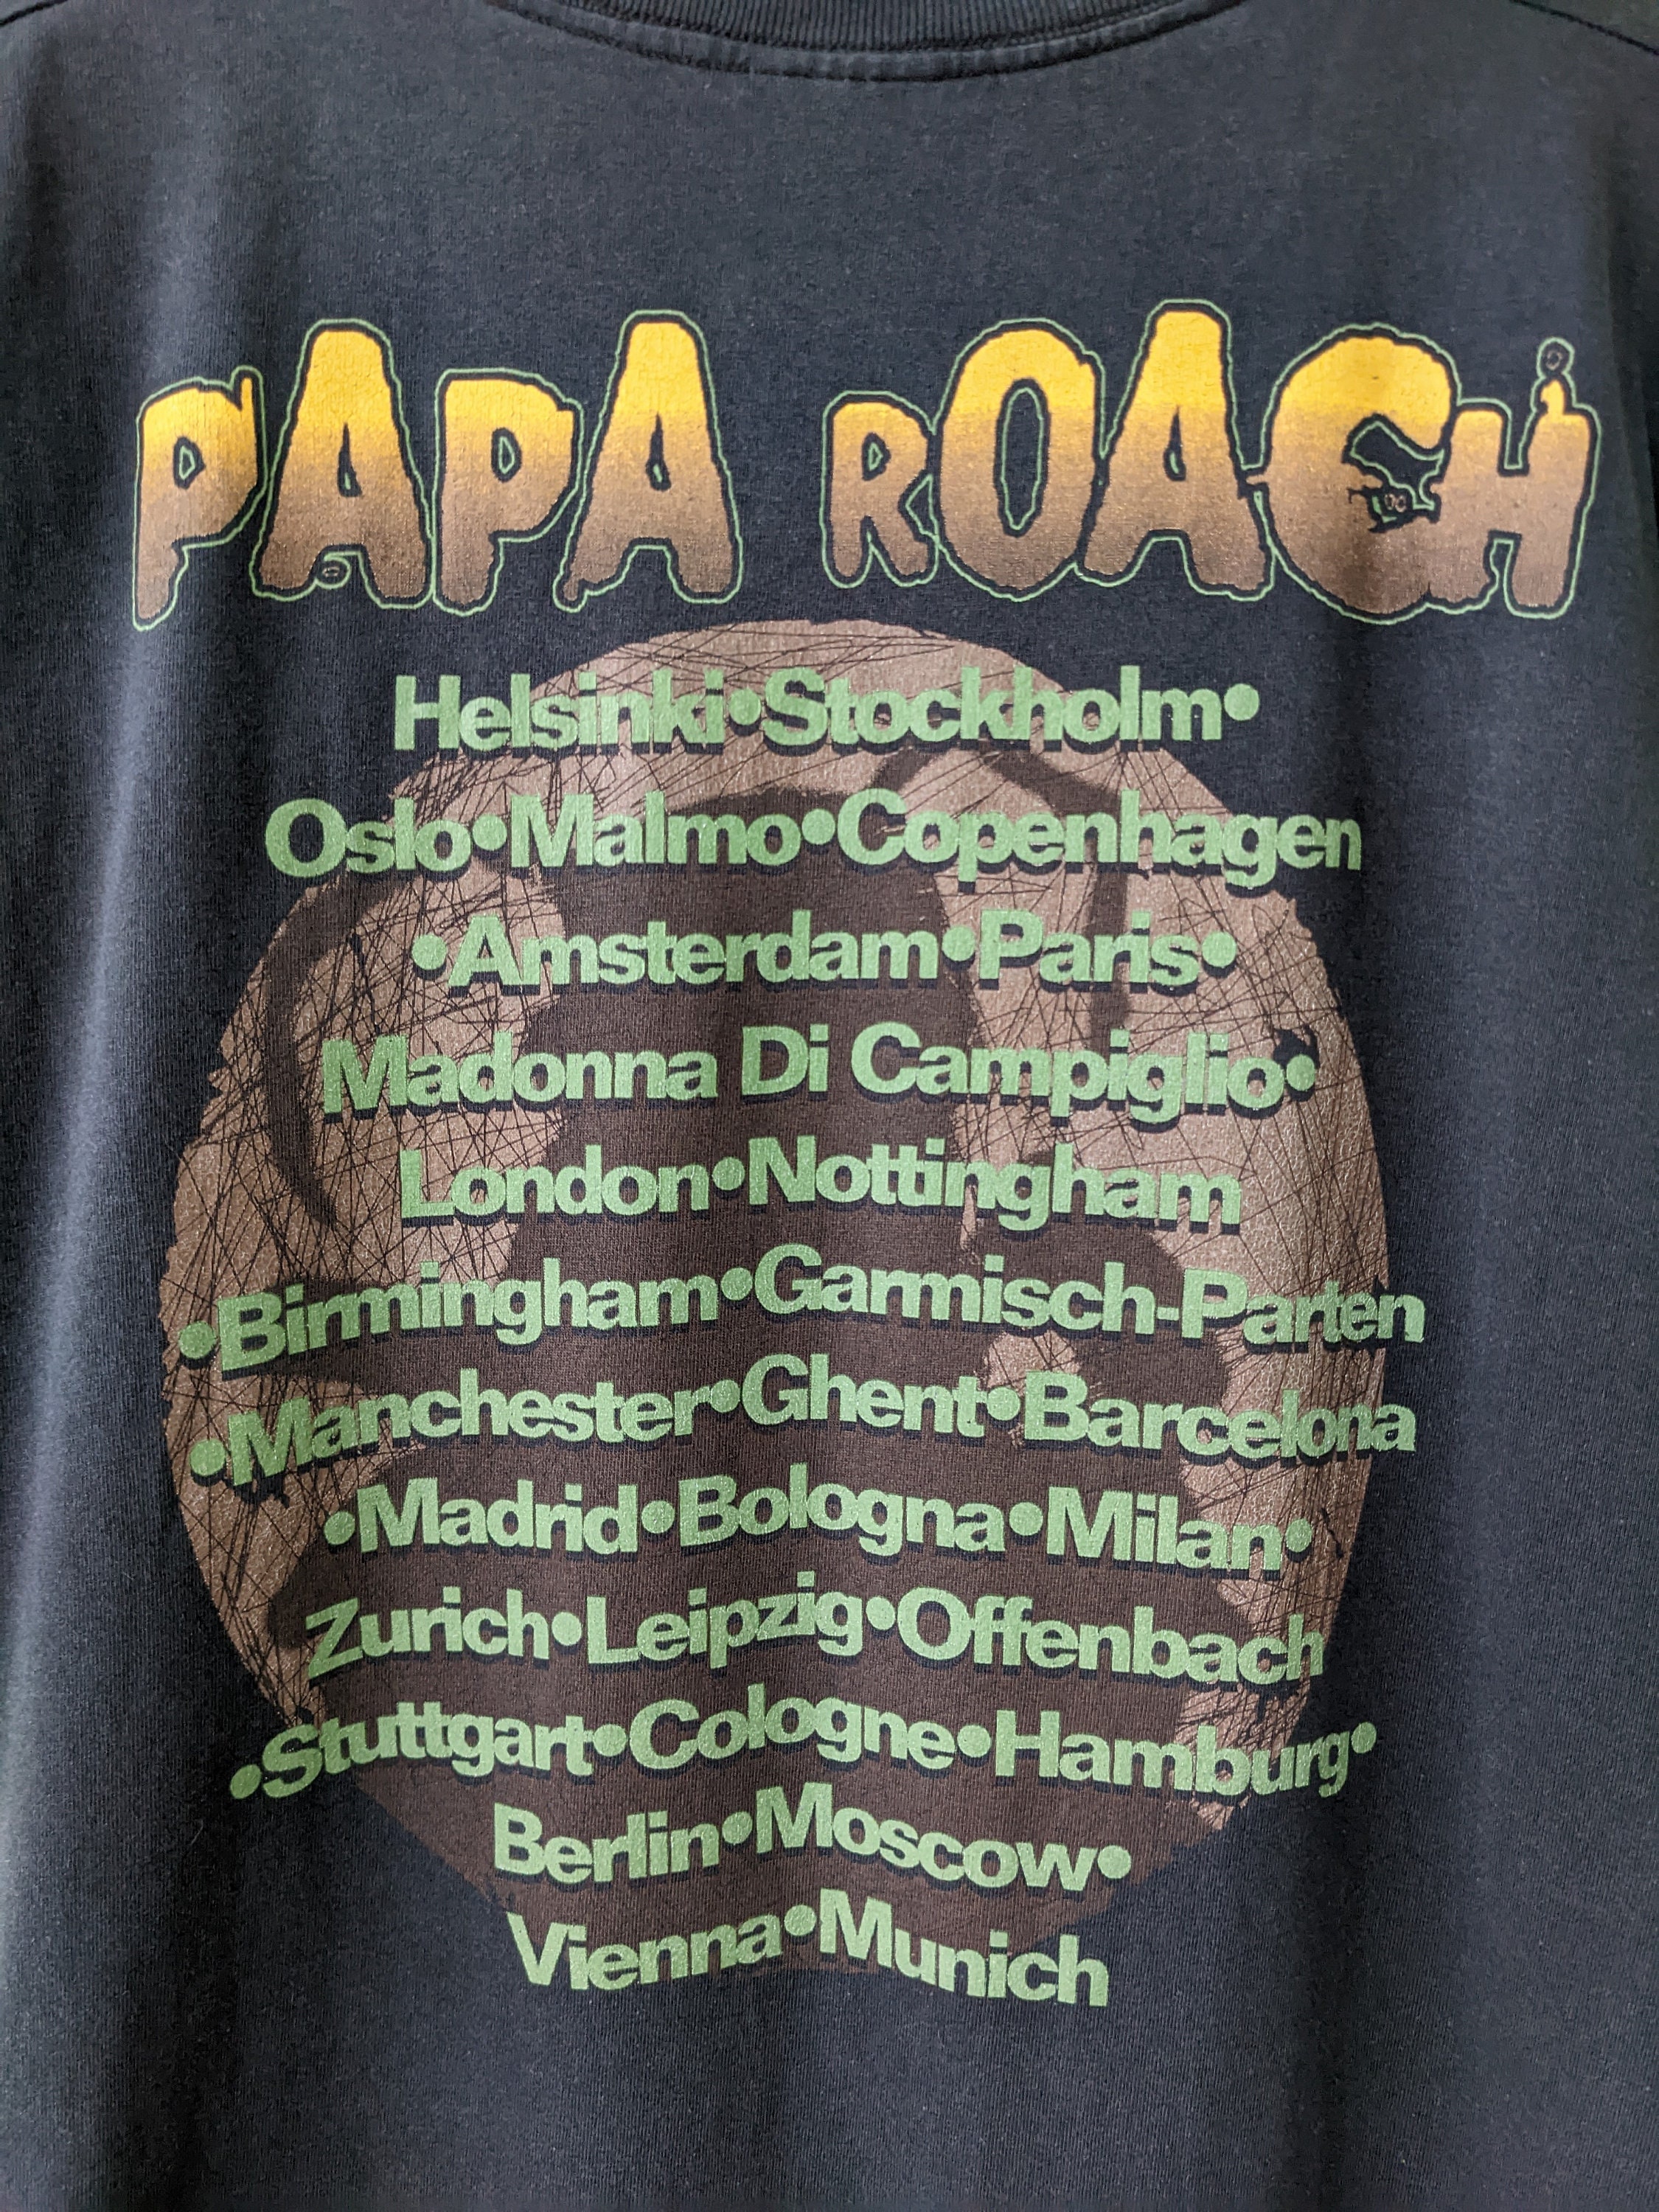 PAPA ROACH
Helsinki•Stockholm•
Oslo•Malmo•Copenhagen
•Amsterdam•Paris•
Madonna Di Campiglio•
London•Nottingham
•Birmingham•Garmisch-Parten
•Manchester•Ghent•Barcelona
•Madrid•Bologna•Milan•
Zurich•Leipzig•Offenbach
•Stuttgart•Cologne•Hamburg•
Berlin•Moscow•
Vienna•Munich